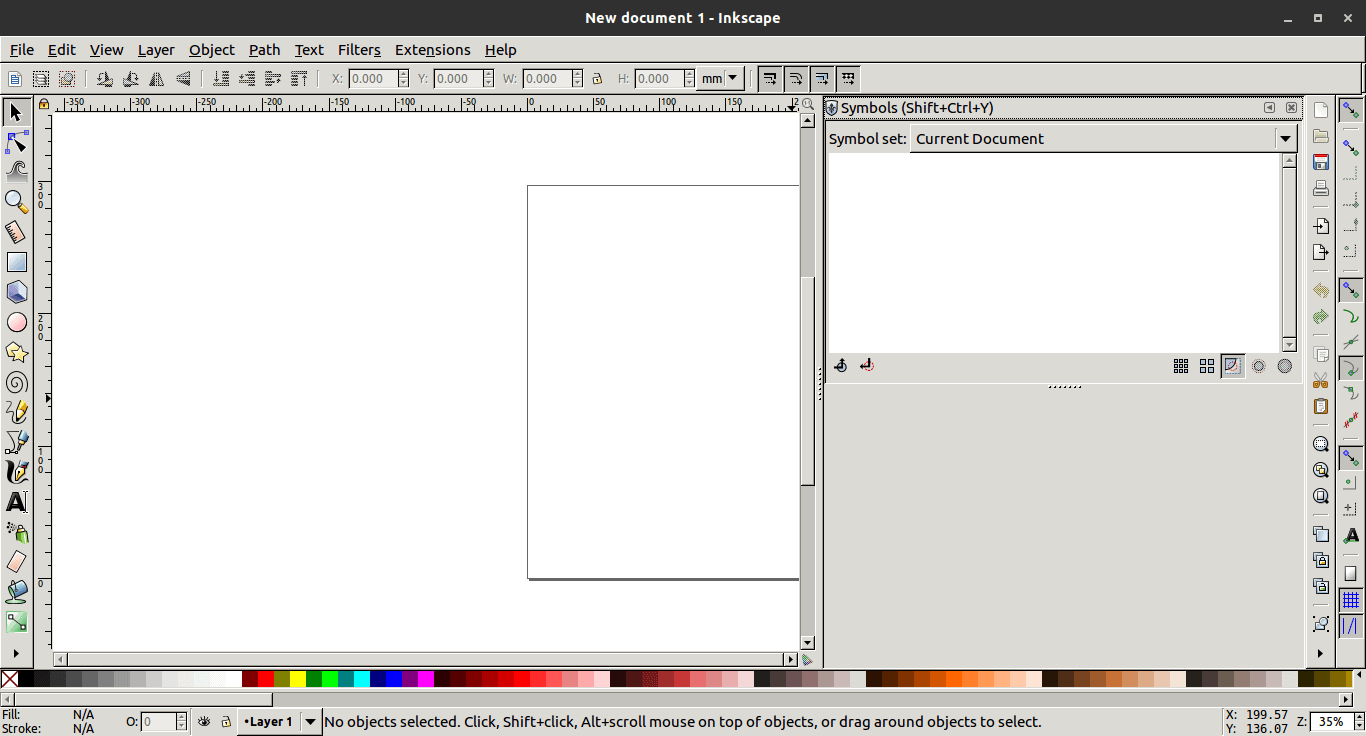 New document 1 - Inkscape
File Edit View Layer Object Path Text Filters Extensions Help
X: 0.000 Y: 0.000 W: 0.000 H: 0.000 mm
-350 -300 -250 -200 -150 -100 -50 0 50 100 150 2
Symbols (Shift+Ctrl+Y)
Symbol set: Current Document
300
200
100
0
Fill: N/A
Stroke: N/A
O: 0
•Layer 1
No objects selected. Click, Shift+click, Alt+scroll mouse on top of objects, or drag around objects to select.
X: 199.57
Y: 136.07
Z: 35%